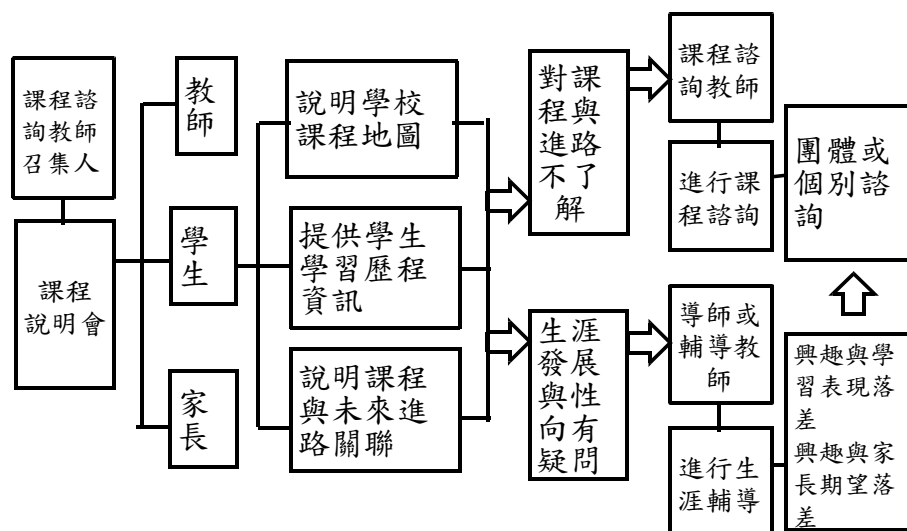 課程諮
詢教師
召集人
課程
說明會
教
師
學
生
家
長
說明學校
課程地圖
提供學生
學習歷程
資訊
說明課程
與未來進
路關聯
對課
程與
進路
不了
解
生涯
發展
與性
向有
疑問
課程諮
詢教師
進行課
程諮詢
團體或
個別諮
詢
導師或
輔導教
師
進行生
涯輔導
興趣與學
習表現落
差
興趣與家
長期望落
差